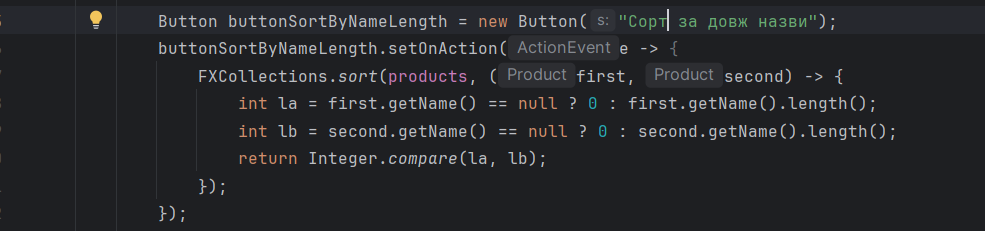 Button buttonSortByNameLength = new Button( s: "Сорт за довж назви");
buttonSortByNameLength.setOnAction( ActionEvent e -> {
FXCollections.sort(products, ( Product first, Product second) -> {
int la = first.getName() == null ? 0 : first.getName().length();
int lb = second.getName() == null ? 0 : second.getName().length();
return Integer.compare(la, lb);
});
});